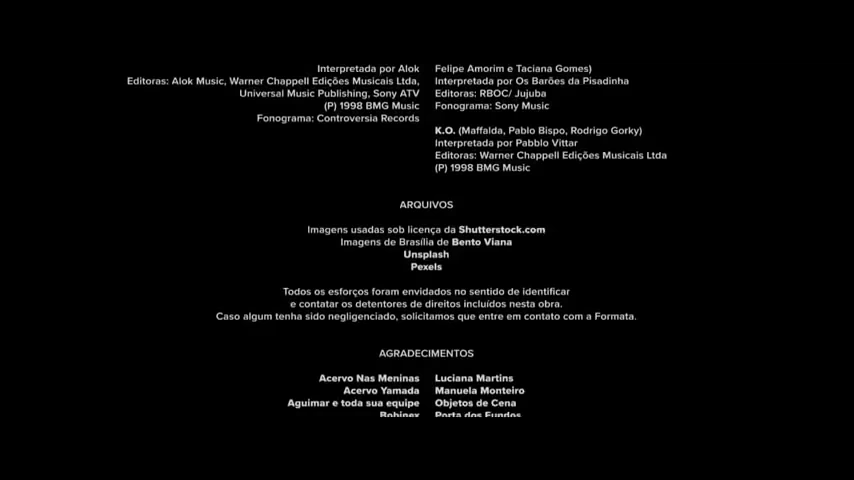 Interpretada por Alok
Editoras: Alok Music, Warner Chappell Edições Musicais Ltda,
Universal Music Publishing, Sony ATV
(P) 1998 BMG Music
Fonograma: Controversia Records
Felipe Amorim e Taciana Gomes)
Interpretada por Os Barões da Pisadinha
Editoras: RBOC/ Jujuba
Fonograma: Sony Music
K.O. (Maffalda, Pablo Bispo, Rodrigo Gorky)
Interpretada por Pabblo Vittar
Editoras: Warner Chappell Edições Musicais Ltda
(P) 1998 BMG Music
ARQUIVOS
Imagens usadas sob licença da Shutterstock.com
Imagens de Brasília de Bento Viana
Unsplash
Pexels
Todos os esforços foram envidados no sentido de identificar
e contatar os detentores de direitos incluídos nesta obra.
Caso algum tenha sido negligenciado, solicitamos que entre em contato com a Formata.
AGRADECIMENTOS
Acervo Nas Meninas
Acervo Yamada
Aguimar e toda sua equipe
Bobinex
Luciana Martins
Manuela Monteiro
Objetos de Cena
Porta dos Fundos